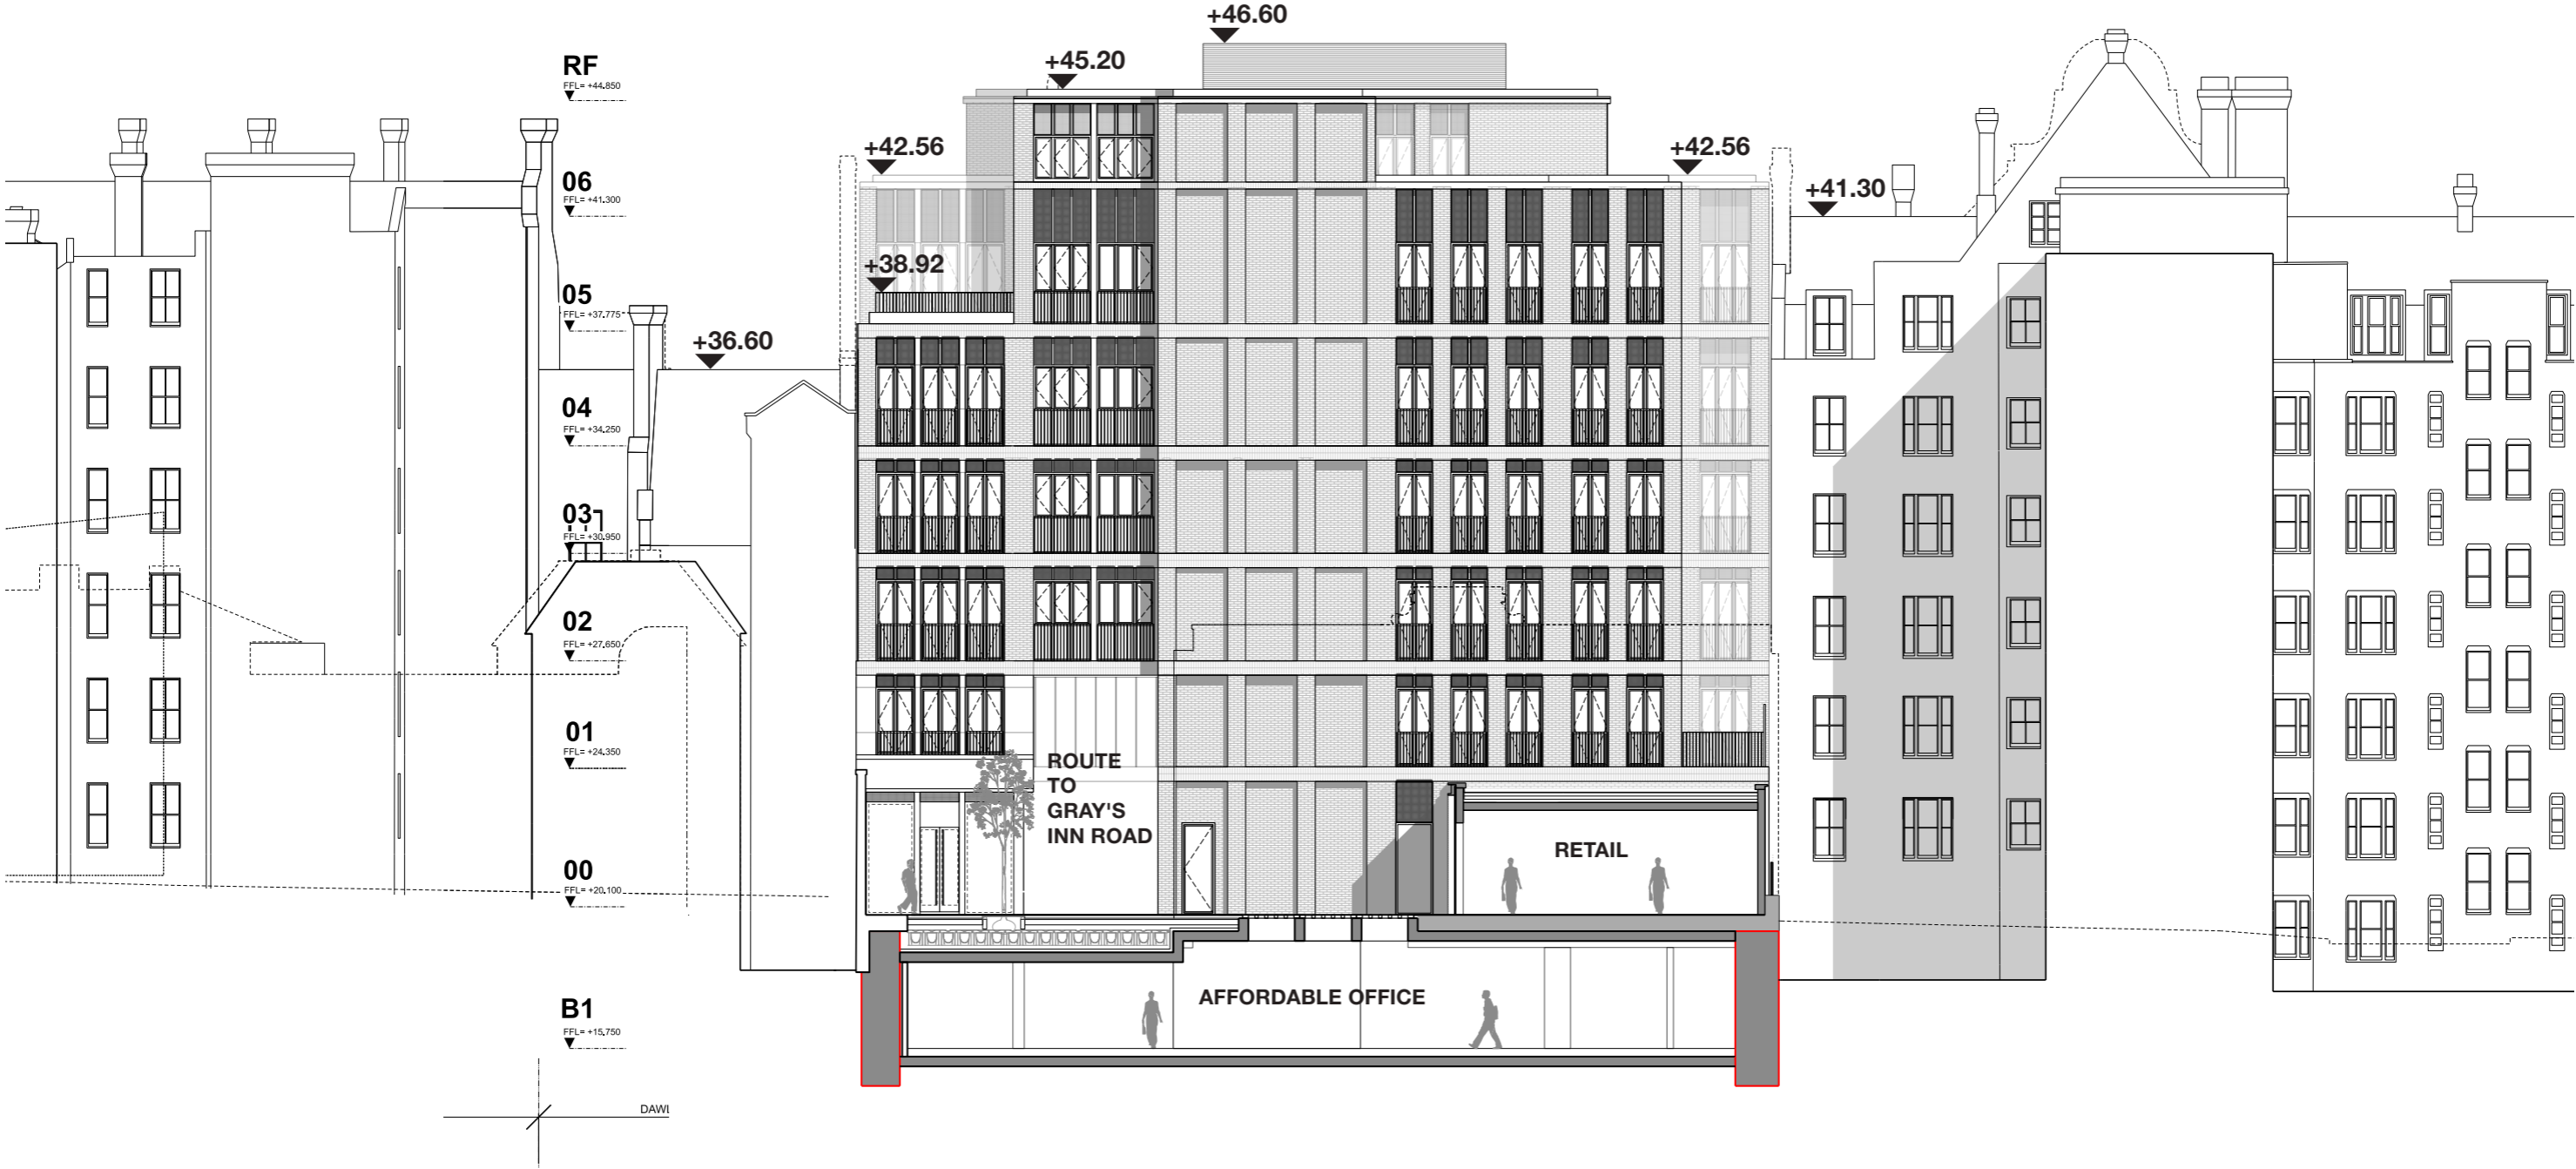 +46.60
+45.20
RF
FFL= +44.850
+42.56
+42.56
06
FFL= +41.300
+41.30
+38.92
05
FFL= +37.775
+36.60
04
FFL= +34.250
03
FFL= +30.950
02
FFL= +27.650
01
FFL= +24.350
ROUTE
TO
GRAY'S
INN ROAD
RETAIL
00
FFL= +20.100
AFFORDABLE OFFICE
B1
FFL= +15.750